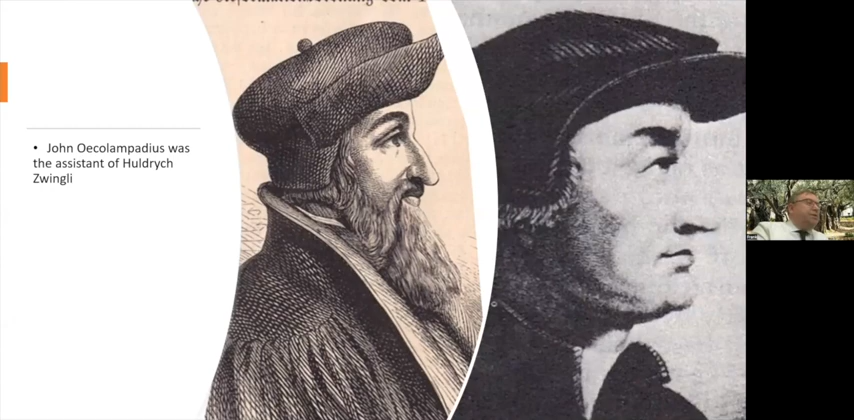 • John Oecolampadius was
the assistant of Huldrych
Zwingli